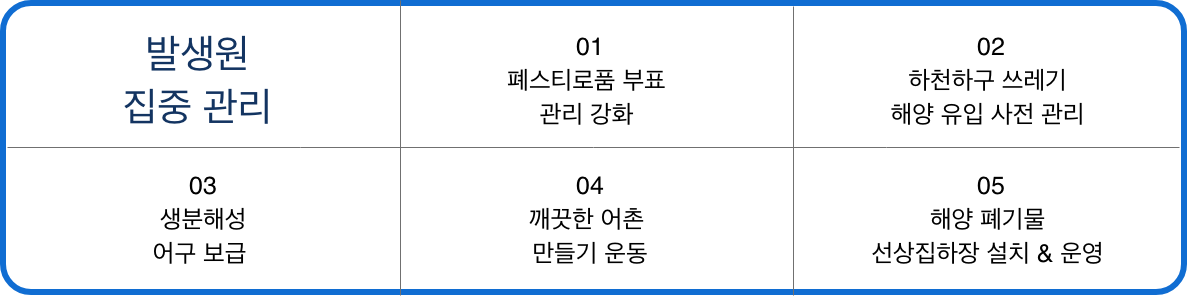 발생원
집중 관리
01
폐스티로품 부표
관리 강화
02
하천하구 쓰레기
해양 유입 사전 관리
03
생분해성
어구 보급
04
깨끗한 어촌
만들기 운동
05
해양 폐기물
선상집하장 설치 & 운영